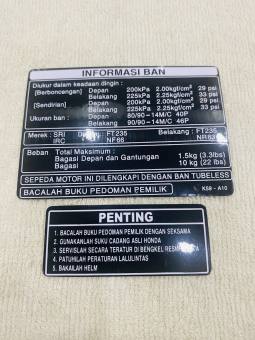 INFORMASI BAN
Diukur dalam keadaan dingin :
[Berboncengan] Depan 200kPa 2.00kgf/cm² 29 psi
Belakang 225kPa 2.25kgf/cm² 33 psi
[Sendirian] Depan 200kPa 2.00kgf/cm² 29 psi
Belakang 225kPa 2.25kgf/cm² 33 psi
Ukuran ban : Depan 80/90-14M/C 40P
Belakang 90/90-14M/C 46P
Merek : SRI FT235 Belakang : FT235
IRC NF66
Beban Total Maksimum :
Bagasi Depan dan Gantungan 1.5kg (3.3lbs)
Bagasi 10 kg (22 lbs)
SEPEDA MOTOR INI DILENGKAPI DENGAN BAN TUBELESS
BACALAH BUKU PEDOMAN PEMILIK K59 - A10
PENTING
1. BACALAH BUKU PEDOMAN PEMILIK DENGAN SEKSAMA
2. GUNAKANLAH SUKU CADANG ASLI HONDA
3. SERVISLAH SECARA TERATUR DI BENGKEL RESMI
4. PATUHILAH PERATURAN LALULINTAS
5. PAKAILAH HELM